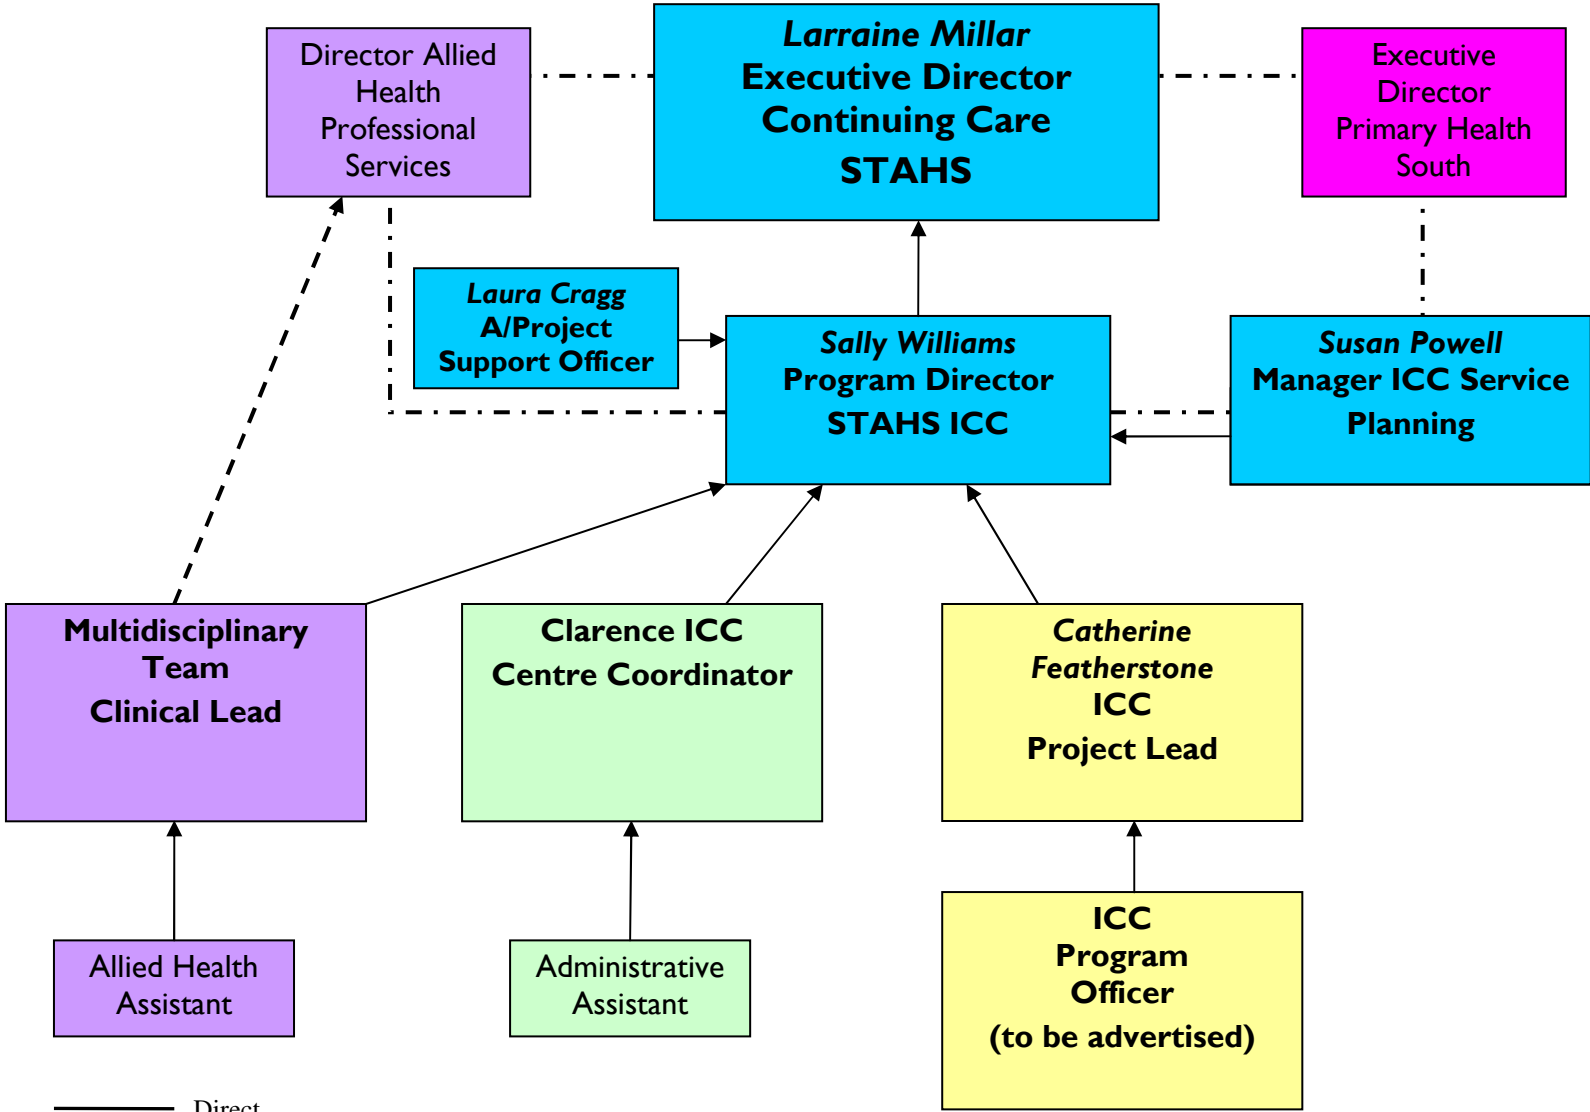 Director Allied
Health
Professional
Services
Larraine Millar
Executive Director
Continuing Care
STAHS
Executive
Director
Primary Health
South
Laura Cragg
A/Project
Support Officer
Sally Williams
Program Director
STAHS ICC
Susan Powell
Manager ICC Service
Planning
Multidisciplinary
Team
Clinical Lead
Clarence ICC
Centre Coordinator
Catherine
Featherstone
ICC
Project Lead
Allied Health
Assistant
Administrative
Assistant
ICC
Program
Officer
(to be advertised)
Direct